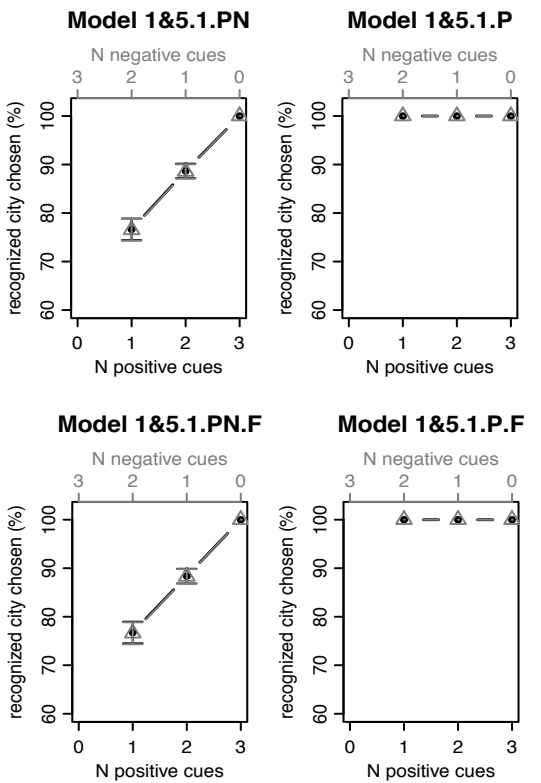 Model 1&5.1.PN
N negative cues
3 2 1 0
recognized city chosen (%)
100
90
80
70
60
0 1 2 3
N positive cues
Model 1&5.1.P
N negative cues
3 2 1 0
recognized city chosen (%)
100
90
80
70
60
0 1 2 3
N positive cues
Model 1&5.1.PN.F
N negative cues
3 2 1 0
recognized city chosen (%)
100
90
80
70
60
0 1 2 3
N positive cues
Model 1&5.1.P.F
N negative cues
3 2 1 0
recognized city chosen (%)
100
90
80
70
60
0 1 2 3
N positive cues